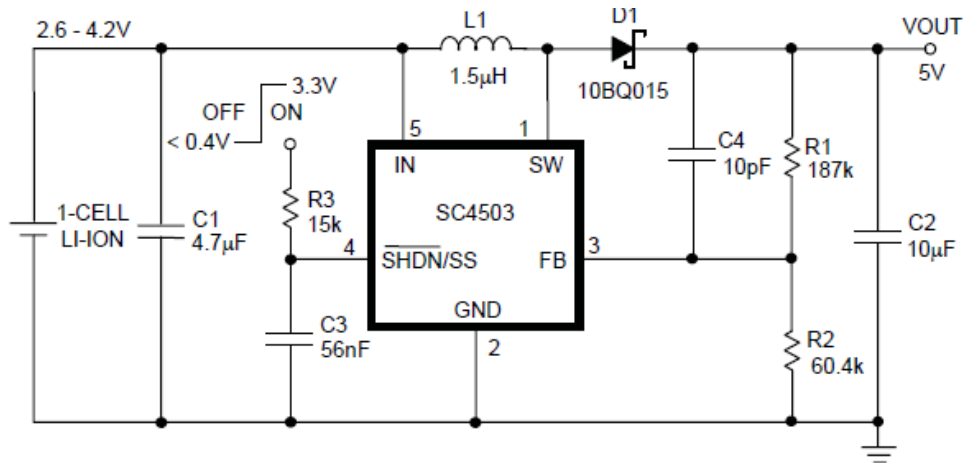 L1
D1
2.6 - 4.2V
VOUT
1.5µH
5V
10BQ015
3.3V
OFF
ON
< 0.4V
5
1
IN
SW
C4
10pF
R1
187k
R3
15k
SC4503
1-CELL
LI-ION
C1
4.7µF
C2
10µF
4
SHDN/SS
FB
3
GND
2
C3
56nF
R2
60.4k